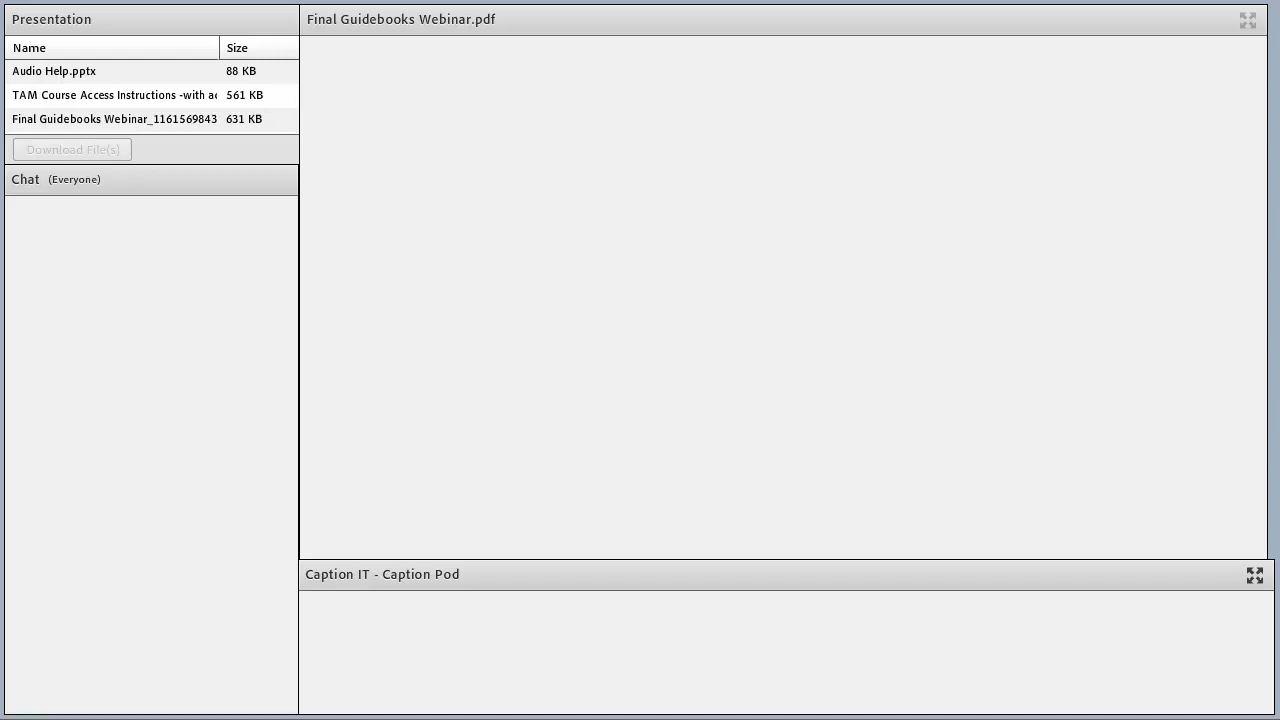 Presentation
Final Guidebooks Webinar.pdf
Name Size
Audio Help.pptx 88 KB
TAM Course Access Instructions -with ac 561 KB
Final Guidebooks Webinar_1161569843 631 KB
Download File(s)
Chat (Everyone)
Caption IT - Caption Pod